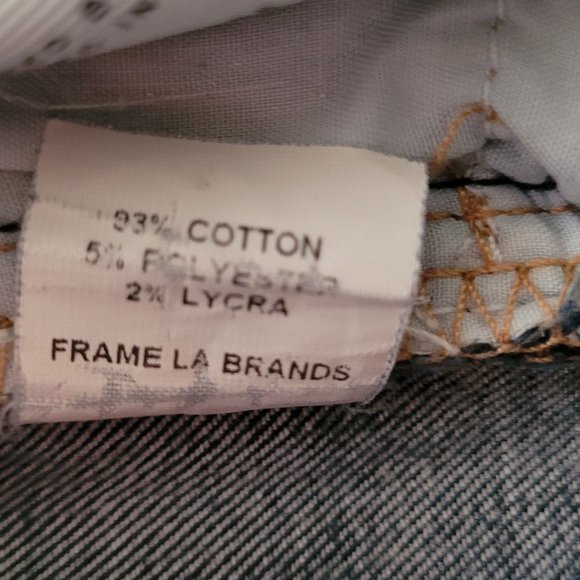 93% COTTON
5% POLYESTER
2% LYCRA
FRAME LA BRANDS